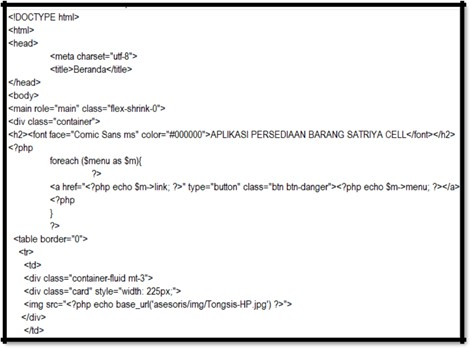 <!DOCTYPE html>
<html>
<head>
<meta charset="utf-8">
<title>Beranda</title>
</head>
<body>
<main role="main" class="flex-shrink-0">
<div class="container">
<h2><font face="Comic Sans ms" color="#000000">APLIKASI PERSEDIAAN BARANG SATRIYA CELL</font></h2>
<?php
foreach ($menu as $m){
?>
<a href="<?php echo $m->link; ?>" type="button" class="btn btn-danger"><?php echo $m->menu; ?></a>
<?php
}
?>
<table border="0">
<tr>
<td>
<div class="container-fluid mt-3">
<div class="card" style="width: 225px;">
<img src="<?php echo base_url('asesoris/img/Tongsis-HP.jpg') ?>">
</div>
</td>